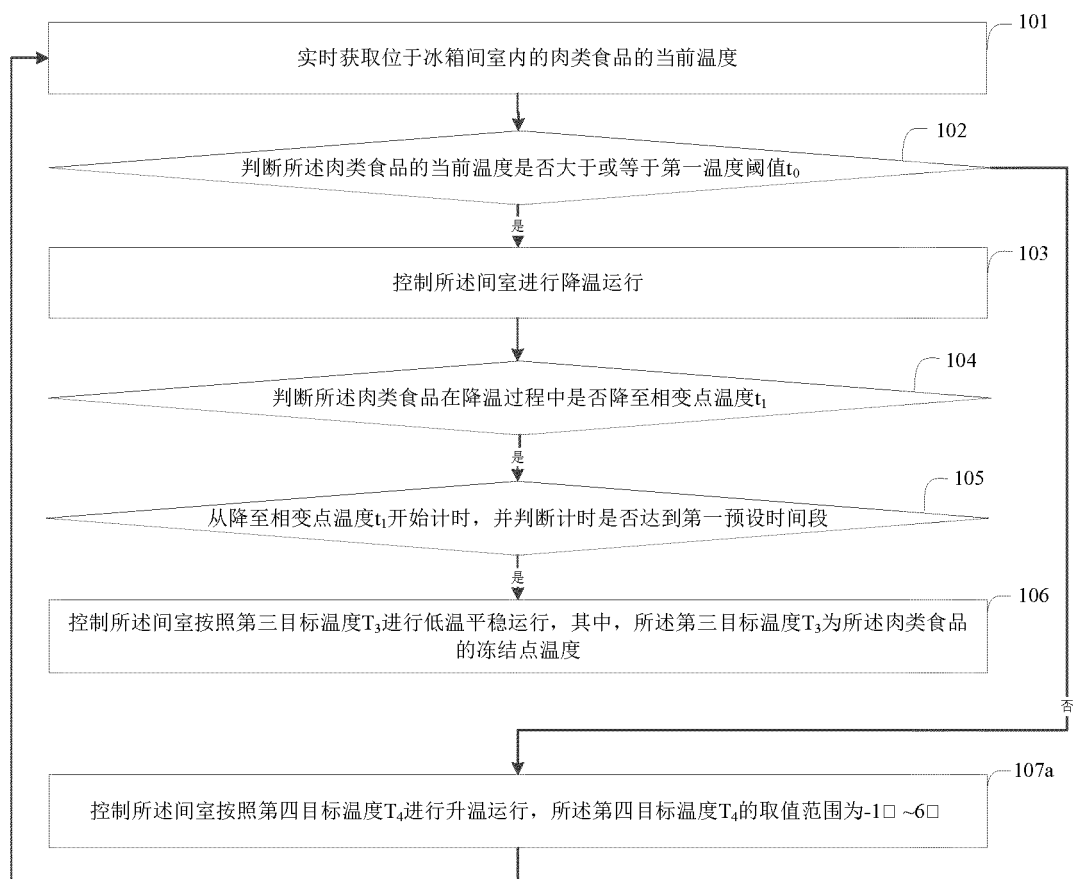 101
实时获取位于冰箱间室内的肉类食品的当前温度
102
判断所述肉类食品的当前温度是否大于或等于第一温度阈值t₀
是
103
控制所述间室进行降温运行
104
判断所述肉类食品在降温过程中是否降至相变点温度t₁
是
105
从降至相变点温度t₁开始计时，并判断计时是否达到第一预设时间段
是
106
控制所述间室按照第三目标温度T₃进行低温平稳运行，其中，所述第三目标温度T₃为所述肉类食品
的冻结点温度
否
107a
控制所述间室按照第四目标温度T₄进行升温运行，所述第四目标温度T₄的取值范围为-1□ ~6□